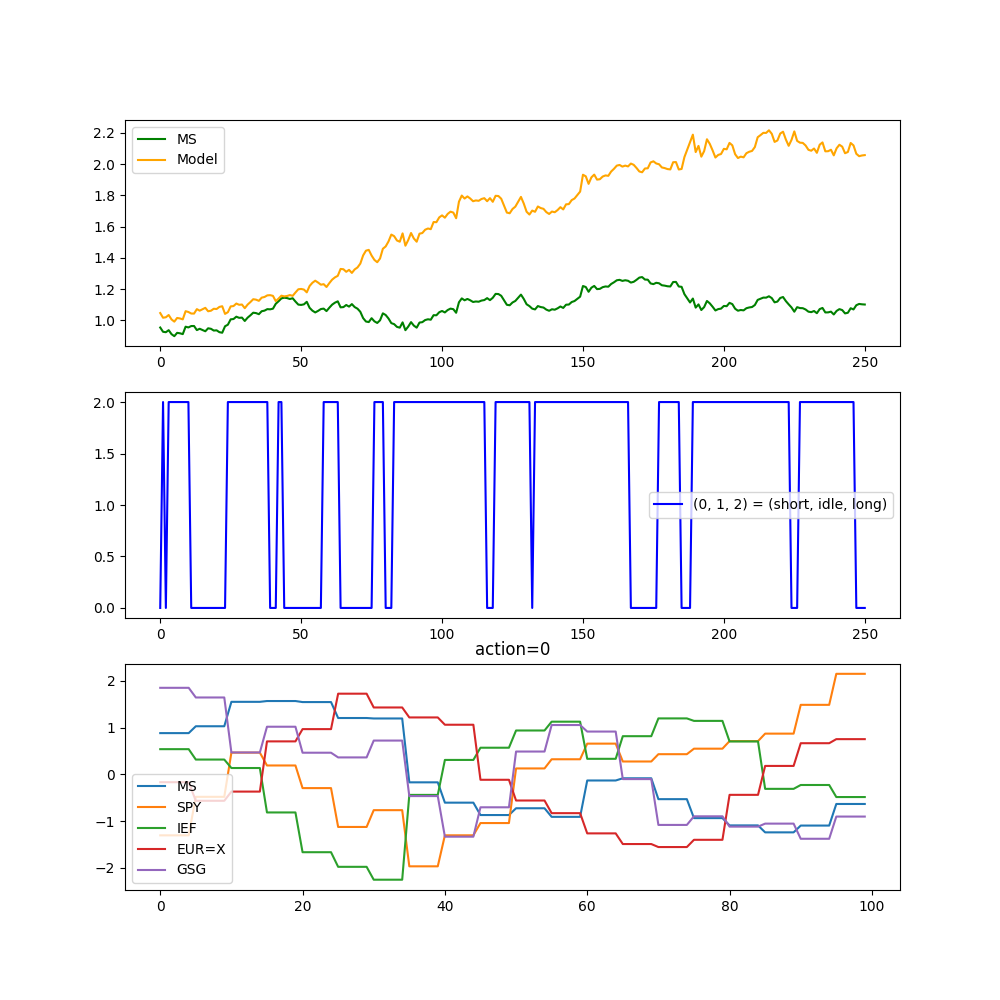 MS
Model
2.2
2.0
1.8
1.6
1.4
1.2
1.0
0 50 100 150 200 250
2.0
1.5
1.0
0.5
0.0
(0, 1, 2) = (short, idle, long)
0 50 100 150 200 250
action=0
2
1
0
−1
−2
MS
SPY
IEF
EUR=X
GSG
0 20 40 60 80 100